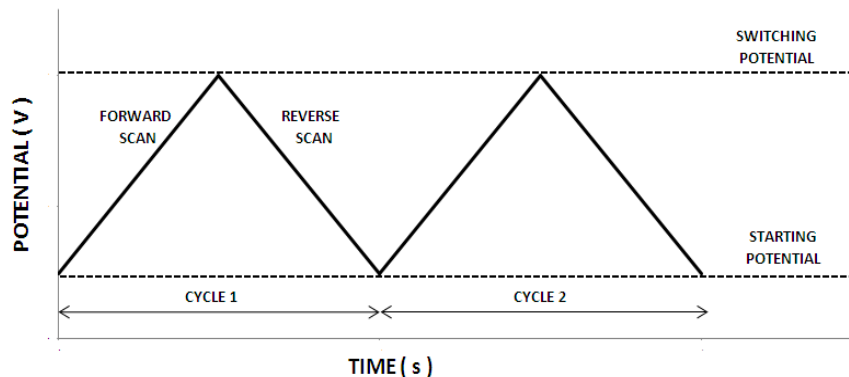 SWITCHING
POTENTIAL
FORWARD
SCAN
REVERSE
SCAN
POTENTIAL ( V )
STARTING
POTENTIAL
CYCLE 1
CYCLE 2
TIME ( s )